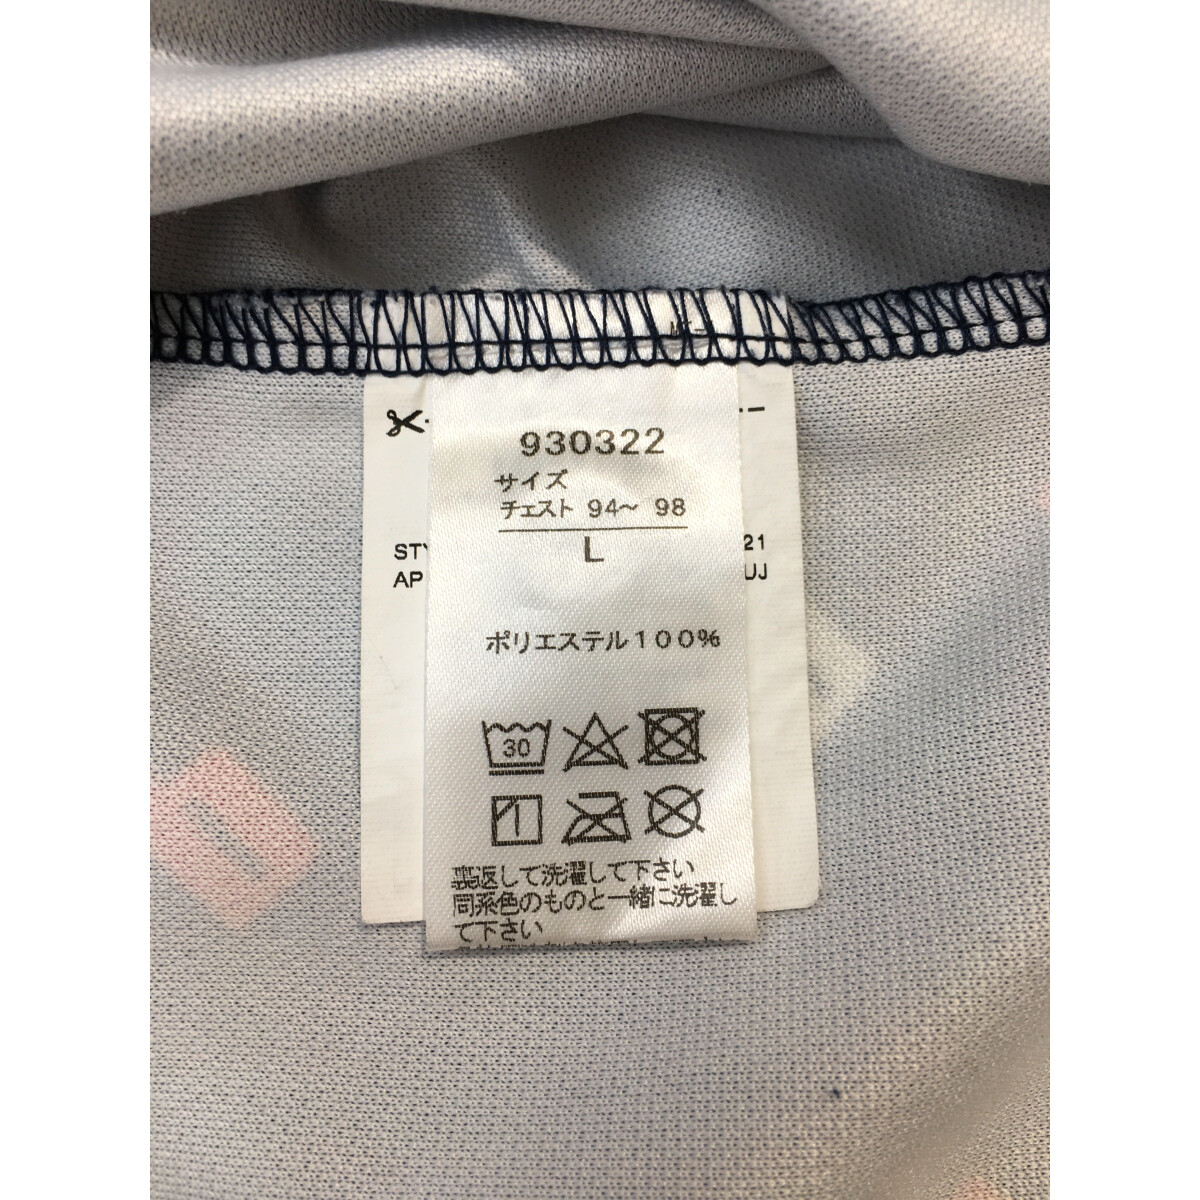 930322
サイズ
チェスト 94～ 98
L
STY
21
AP
UJ
ポリエステル100%
30
裏返して洗濯して下さい
同系色のものと一緒に洗濯し
て下さい